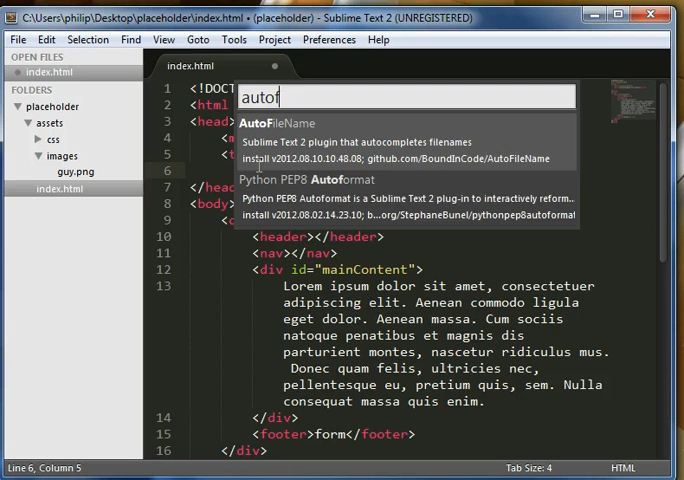 C:\Users\philip\Desktop\placeholder\index.html • (placeholder) - Sublime Text 2 (UNREGISTERED)
File Edit Selection Find View Goto Tools Project Preferences Help
OPEN FILES
index.html
FOLDERS
placeholder
assets
css
images
guy.png
index.html
index.html
autof
AutoFileName
Sublime Text 2 plugin that autocompletes filenames
install v2012.08.10.10.48.08; github.com/BoundInCode/AutoFileName
Python PEP8 Autoformat
Python PEP8 Autoformat is a Sublime Text 2 plug-in to interactively reform...
install v2012.08.02.14.23.10; b...org/StephaneBunel/pythonpep8autoformat
1 <!DOCT
2 <html
3 <head>
4 <m
5 <t
6
7 </head
8 <body>
9 <d
10 <header></header>
11 <nav></nav>
12 <div id="mainContent">
13 Lorem ipsum dolor sit amet, consectetuer
adipiscing elit. Aenean commodo ligula
eget dolor. Aenean massa. Cum sociis
natoque penatibus et magnis dis
parturient montes, nascetur ridiculus mus.
Donec quam felis, ultricies nec,
pellentesque eu, pretium quis, sem. Nulla
consequat massa quis enim.
14 </div>
15 <footer>form</footer>
16 </div>
Line 6, Column 5
Tab Size: 4
HTML